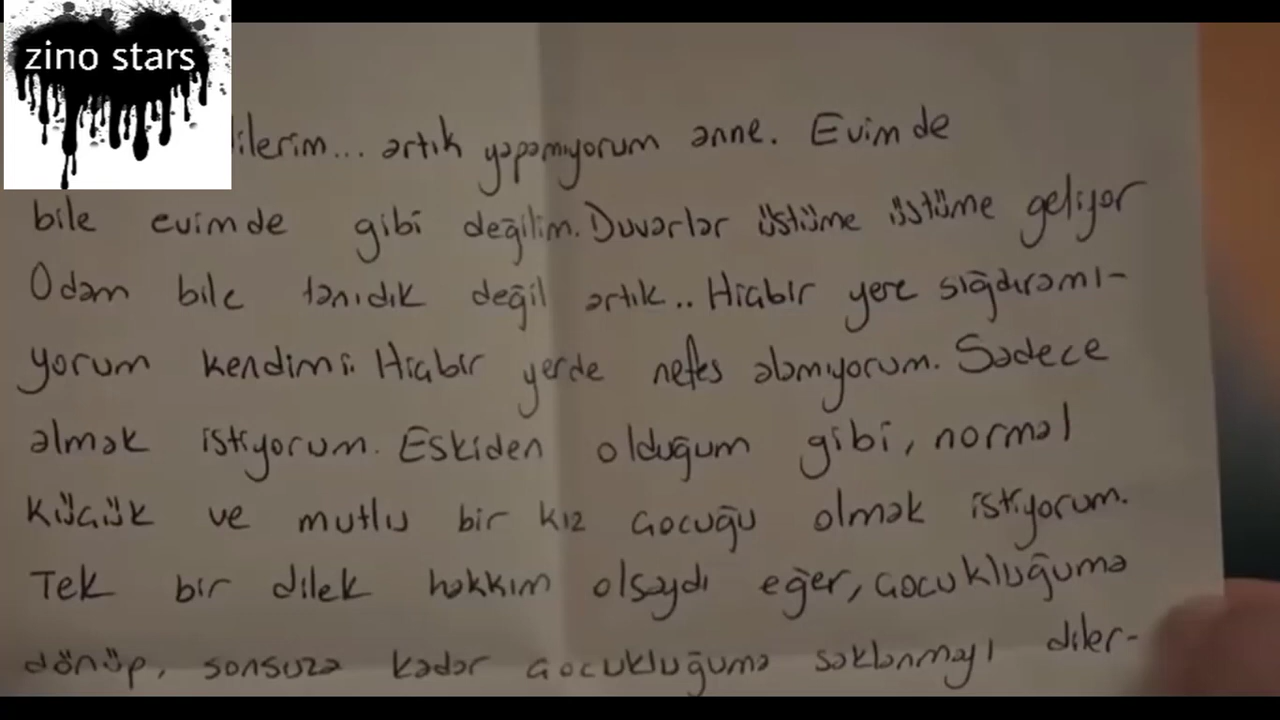 zino stars
artık yapamıyorum anne. Evimde
bile evimde gibi değilim. Duvarlar üstüme üstüme geliyor
Odam bile tanıdık değil artık.. Hiçbir yere sığdıramı-
yorum kendimi. Hiçbir yerde nefes alamıyorum. Sadece
almak istiyorum. Eskiden olduğum gibi, normal
küçük ve mutlu bir kız çocuğu olmak istiyorum.
Tek bir dilek hakkım olsaydı eğer, çocukluğuma
dönüp, sonsuza kadar çocukluğuma saklanmayı diler-